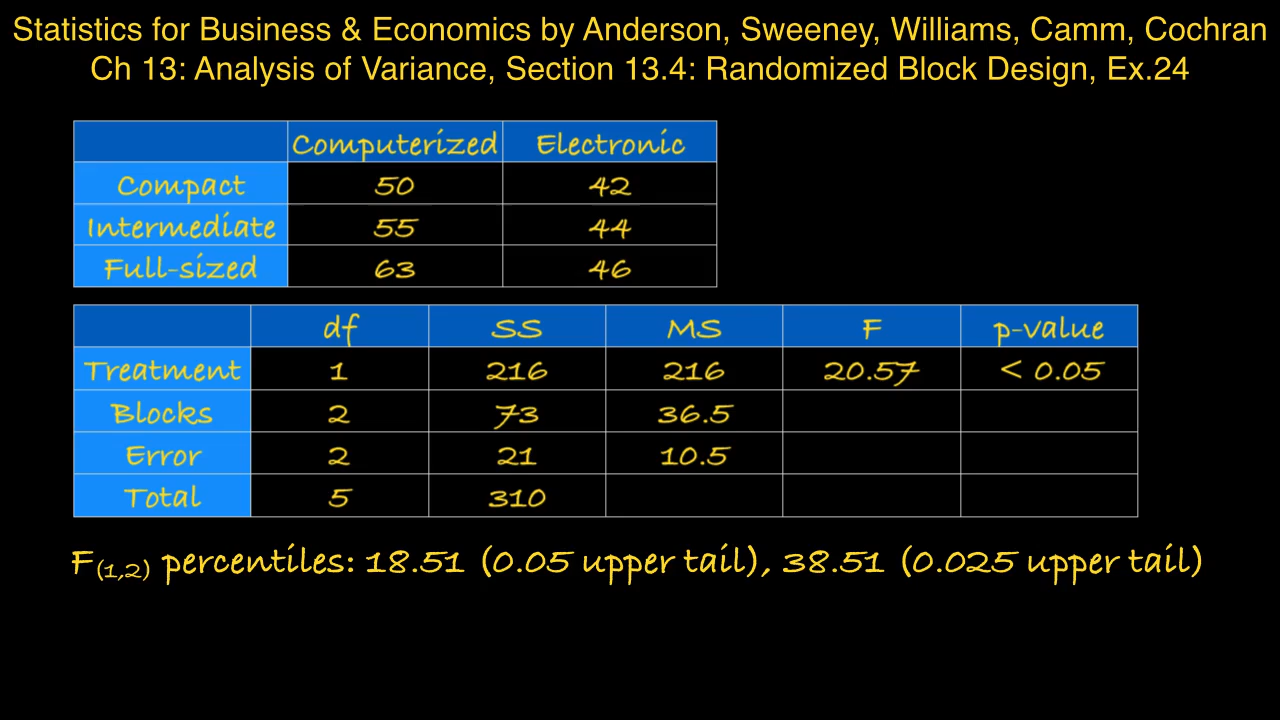 Statistics for Business & Economics by Anderson, Sweeney, Williams, Camm, Cochran
Ch 13: Analysis of Variance, Section 13.4: Randomized Block Design, Ex.24
Computerized Electronic
Compact 50 42
Intermediate 55 44
Full-sized 63 46
df SS MS F p-value
Treatment 1 216 216 20.57 < 0.05
Blocks 2 73 36.5
Error 2 21 10.5
Total 5 310
F(1,2) percentiles: 18.51 (0.05 upper tail), 38.51 (0.025 upper tail)